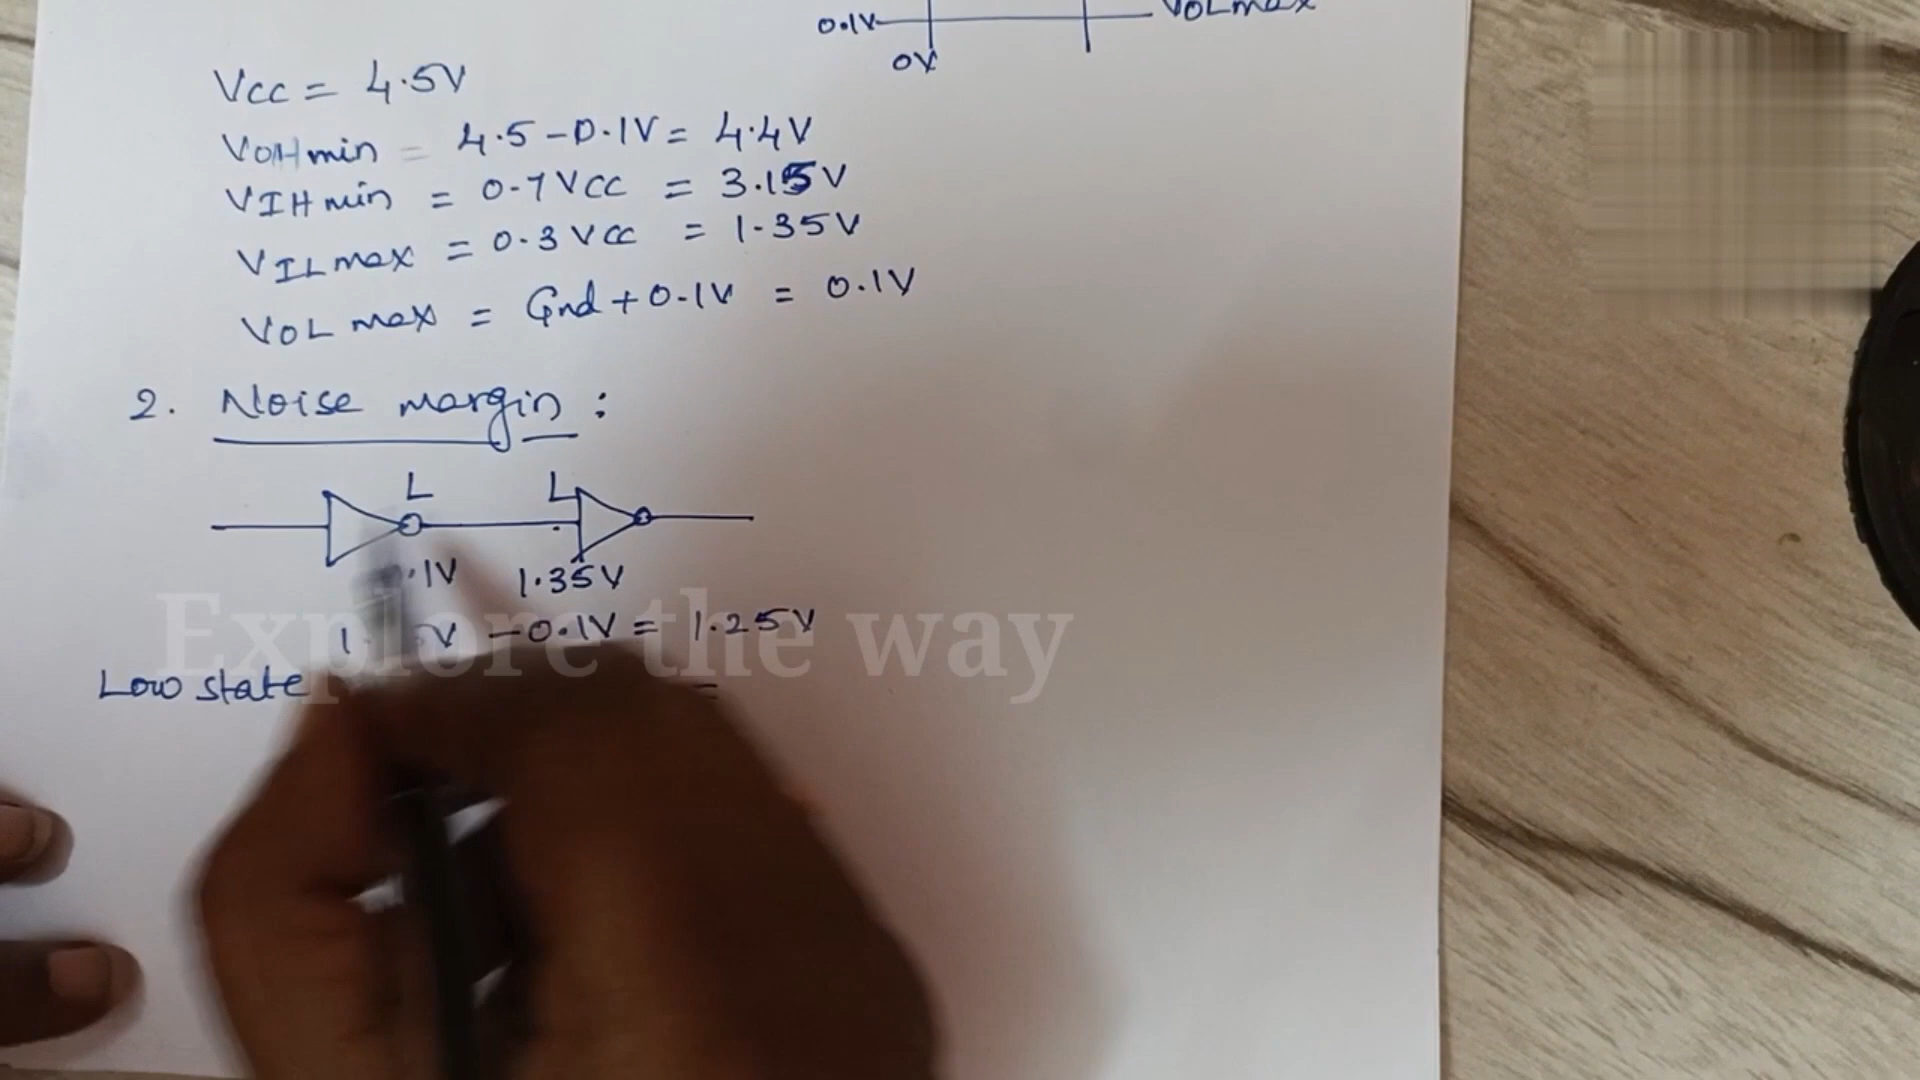 0.1V VOLmax
0V
VCC = 4.5V
VOHmin = 4.5-0.1V = 4.4V
VIHmin = 0.7VCC = 3.15V
VILmax = 0.3VCC = 1.35V
VOLmax = Gnd+0.1V = 0.1V
2. Noise margin :
L L
.1V 1.35V
-0.1V = 1.25V
Explore the way
Low state =